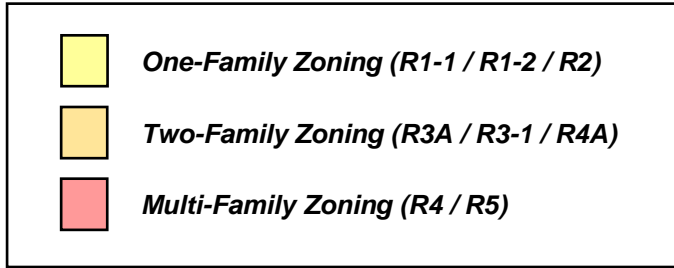 One-Family Zoning (R1-1 / R1-2 / R2)
Two-Family Zoning (R3A / R3-1 / R4A)
Multi-Family Zoning (R4 / R5)